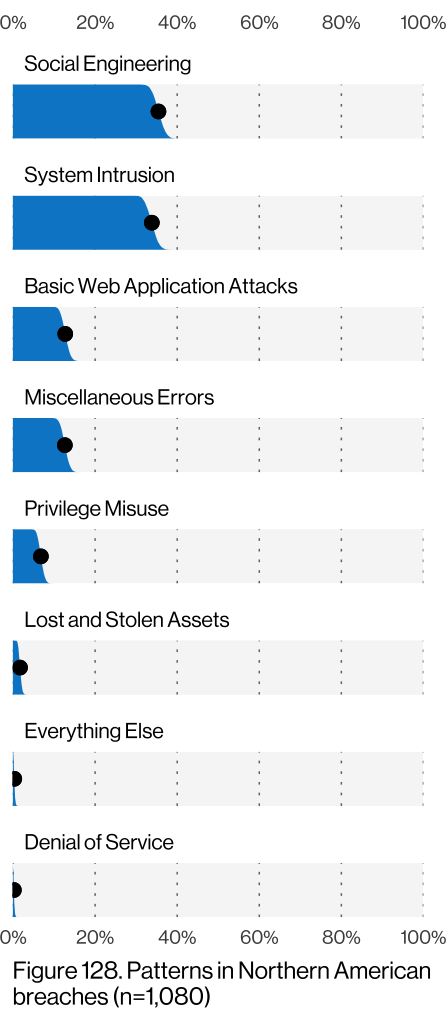 0% 20% 40% 60% 80% 100%
Social Engineering
System Intrusion
Basic Web Application Attacks
Miscellaneous Errors
Privilege Misuse
Lost and Stolen Assets
Everything Else
Denial of Service
0% 20% 40% 60% 80% 100%
Figure 128. Patterns in Northern American
breaches (n=1,080)